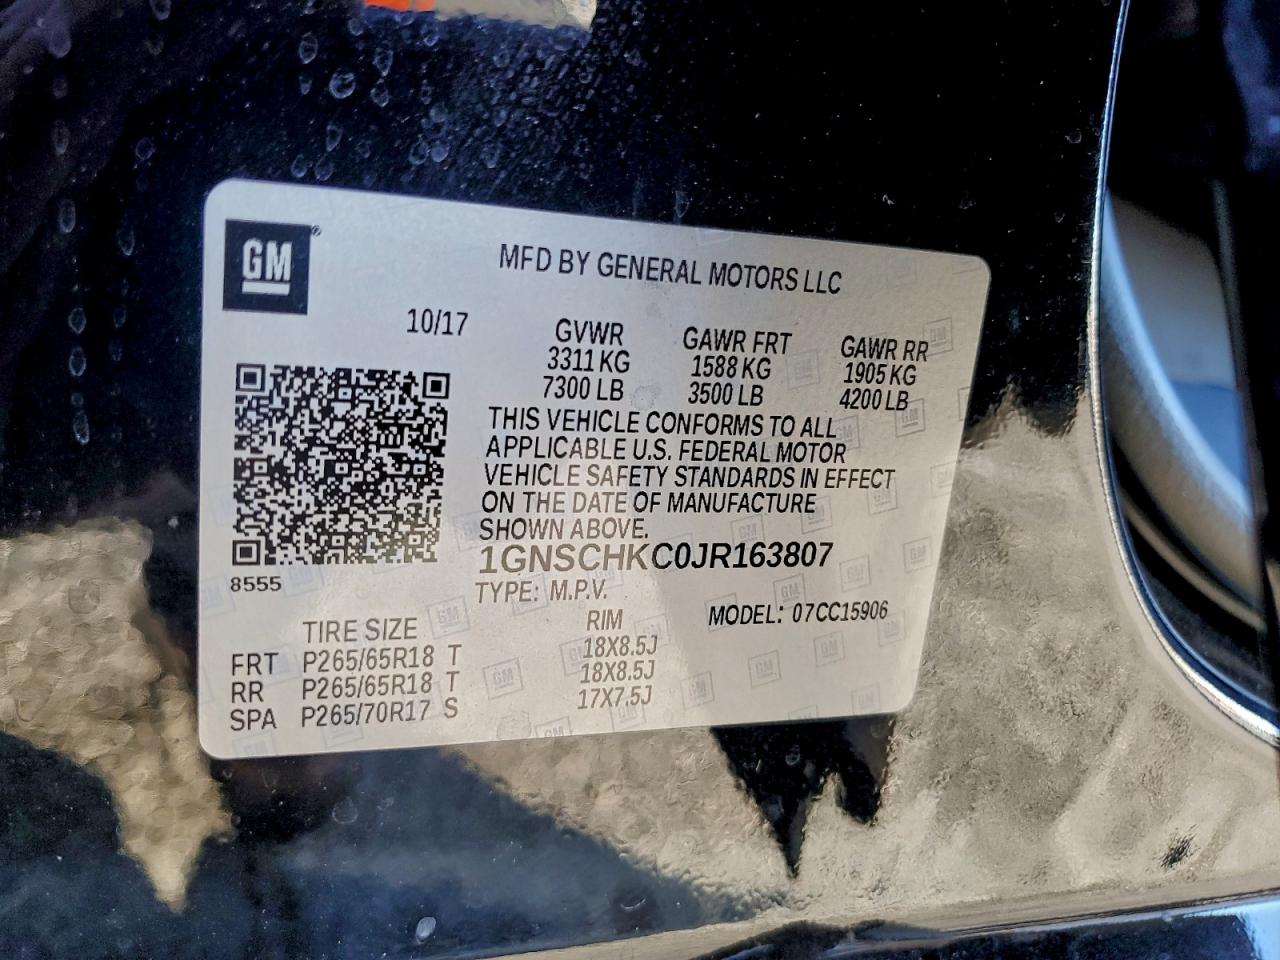 GM®
MFD BY GENERAL MOTORS LLC
10/17
GVWR GAWR FRT GAWR RR
3311 KG 1588 KG 1905 KG
7300 LB 3500 LB 4200 LB
THIS VEHICLE CONFORMS TO ALL
APPLICABLE U.S. FEDERAL MOTOR
VEHICLE SAFETY STANDARDS IN EFFECT
ON THE DATE OF MANUFACTURE
SHOWN ABOVE.
8555
1GNSCHKC0JR163807
TYPE: M.P.V.
MODEL: 07CC15906
TIRE SIZE RIM
FRT P265/65R18 T 18X8.5J
RR P265/65R18 T 18X8.5J
SPA P265/70R17 S 17X7.5J